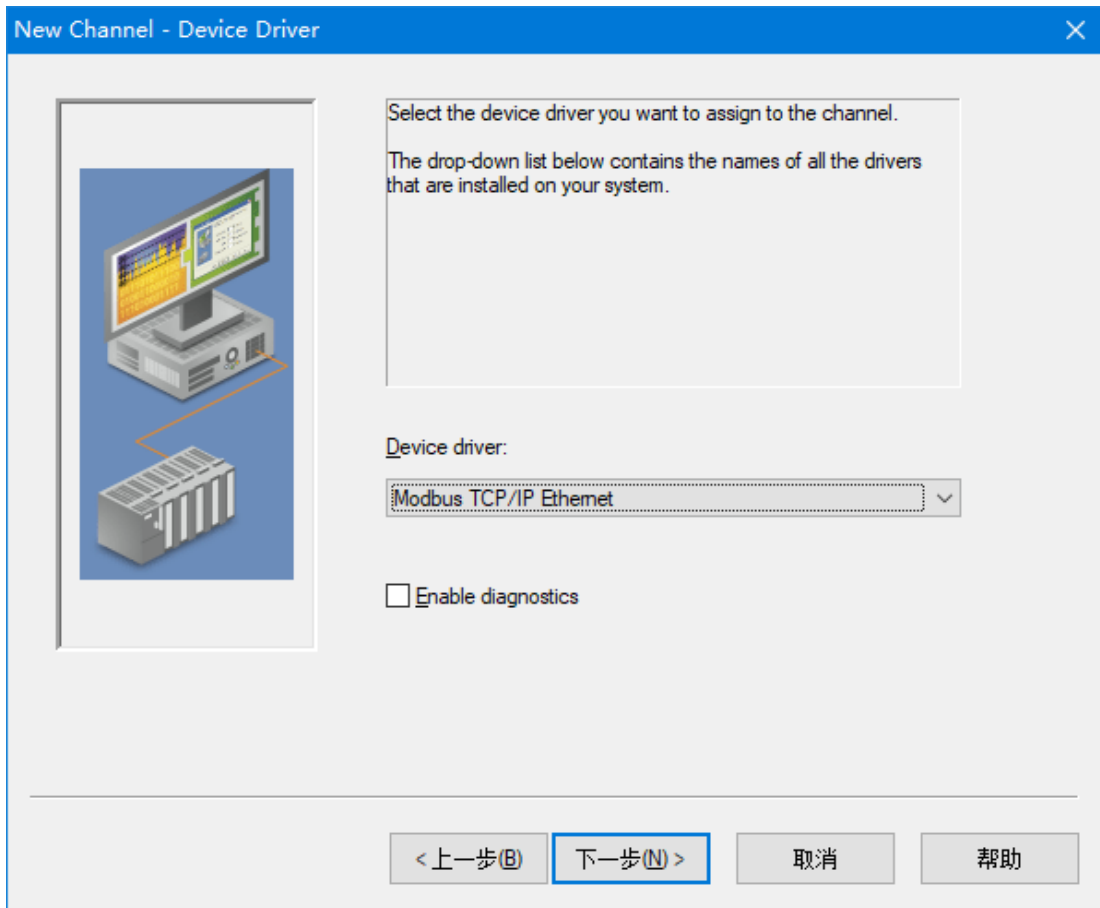 New Channel - Device Driver
Select the device driver you want to assign to the channel.
The drop-down list below contains the names of all the drivers
that are installed on your system.
Device driver:
Modbus TCP/IP Ethernet
Enable diagnostics
< 上一步(B)
下一步(N) >
取消
帮助